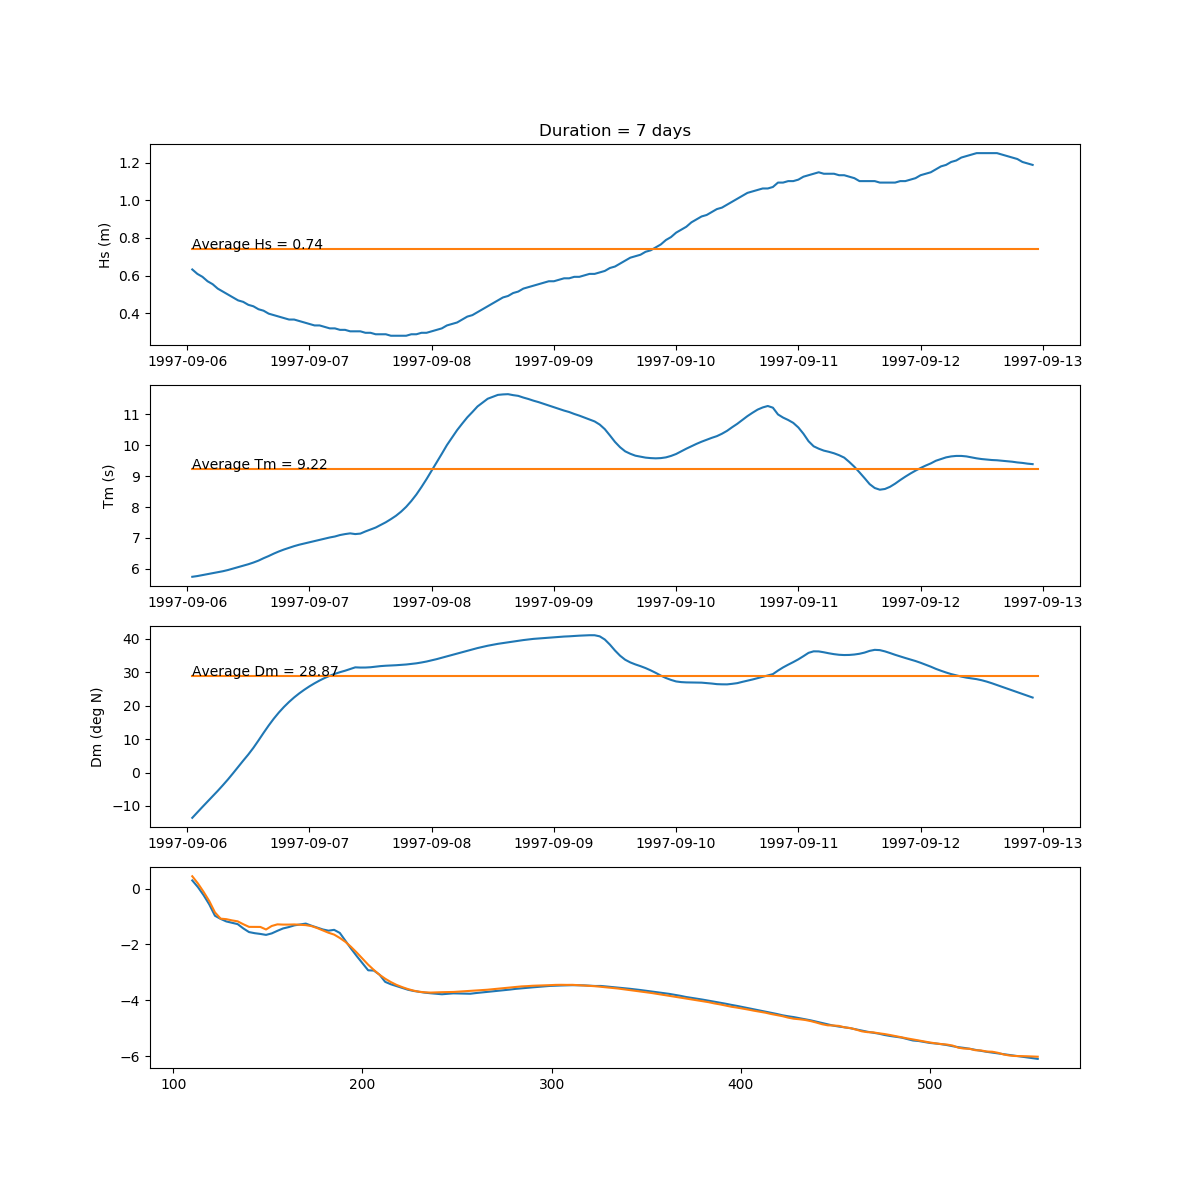 Duration = 7 days
Hs (m)
1.2
1.0
0.8
0.6
0.4
Average Hs = 0.74
1997-09-06 1997-09-07 1997-09-08 1997-09-09 1997-09-10 1997-09-11 1997-09-12 1997-09-13
Tm (s)
11
10
9
8
7
6
Average Tm = 9.22
1997-09-06 1997-09-07 1997-09-08 1997-09-09 1997-09-10 1997-09-11 1997-09-12 1997-09-13
Dm (deg N)
40
30
20
10
0
−10
Average Dm = 28.87
1997-09-06 1997-09-07 1997-09-08 1997-09-09 1997-09-10 1997-09-11 1997-09-12 1997-09-13
0
−2
−4
−6
100 200 300 400 500